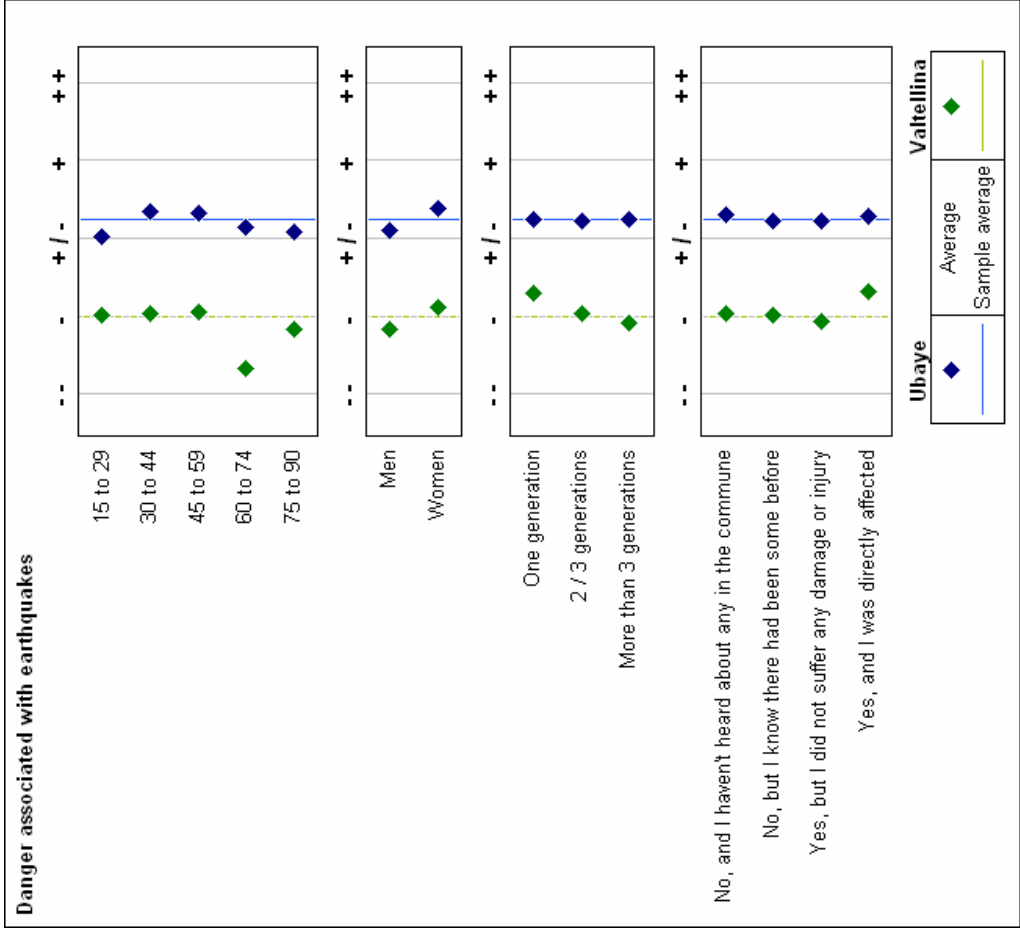 Danger associated with earthquakes
- - - + / - + ++
15 to 29
30 to 44
45 to 59
60 to 74
75 to 90
- - - + / - + ++
Men
Women
- - - + / - + ++
One generation
2 / 3 generations
More than 3 generations
- - - + / - + ++
No, and I haven't heard about any in the commune
No, but I know there had been some before
Yes, but I did not suffer any damage or injury
Yes, and I was directly affected
Ubaye Valtellina
Average
Sample average